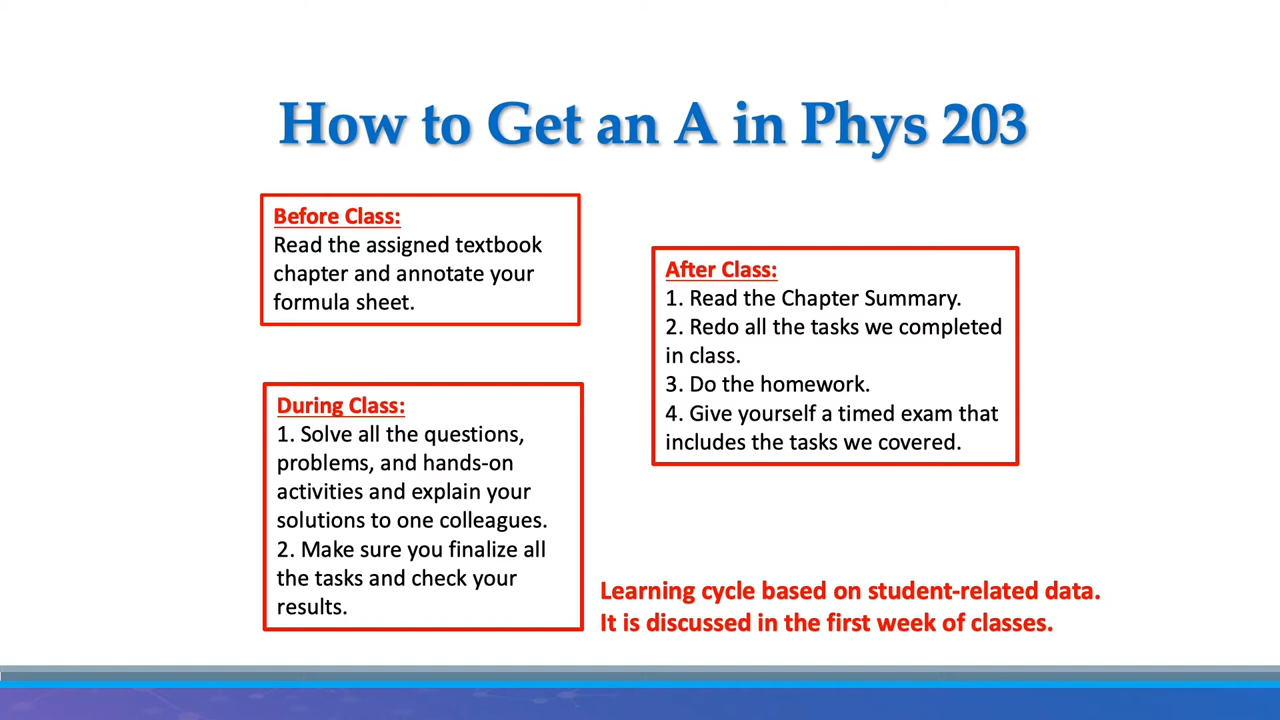 How to Get an A in Phys 203
Before Class:
Read the assigned textbook
chapter and annotate your
formula sheet.
During Class:
1. Solve all the questions,
problems, and hands-on
activities and explain your
solutions to one colleagues.
2. Make sure you finalize all
the tasks and check your
results.
After Class:
1. Read the Chapter Summary.
2. Redo all the tasks we completed
in class.
3. Do the homework.
4. Give yourself a timed exam that
includes the tasks we covered.
Learning cycle based on student-related data.
It is discussed in the first week of classes.